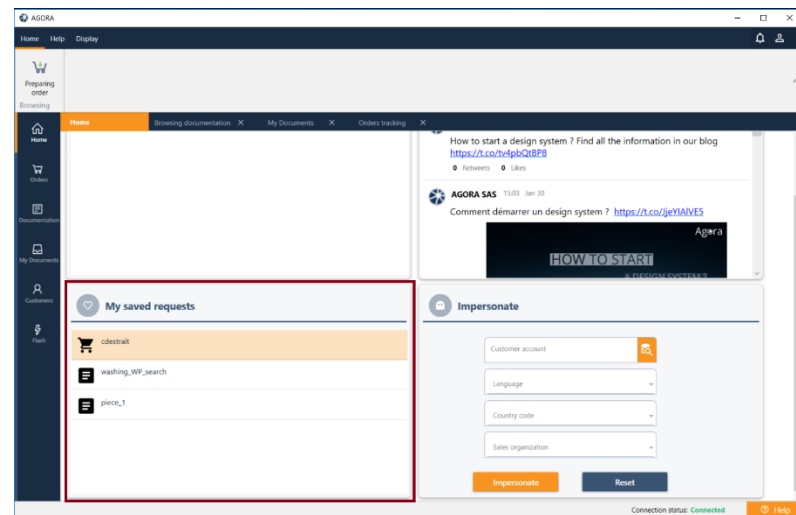 AGORA
Home Help Display
Preparing
order
Browsing
Home
Orders
Documentation
My Documents
Customers
Flash
Home Browsing documentation My Documents Orders tracking
How to start a design system ? Find all the information in our blog
https://t.co/tv4pbQtBP8
0 Retweets 0 Likes
AGORA SAS 15:03 Jan 30
Comment démarrer un design system ? https://t.co/JjeYIAlVE5
Agora
HOW TO START
A DESIGN SYSTEM ?
My saved requests
cdestrait
washing_WP_search
piece_1
Impersonate
Customer account
Language
Country code
Sales organization
Impersonate Reset
Connection status: Connected
Help